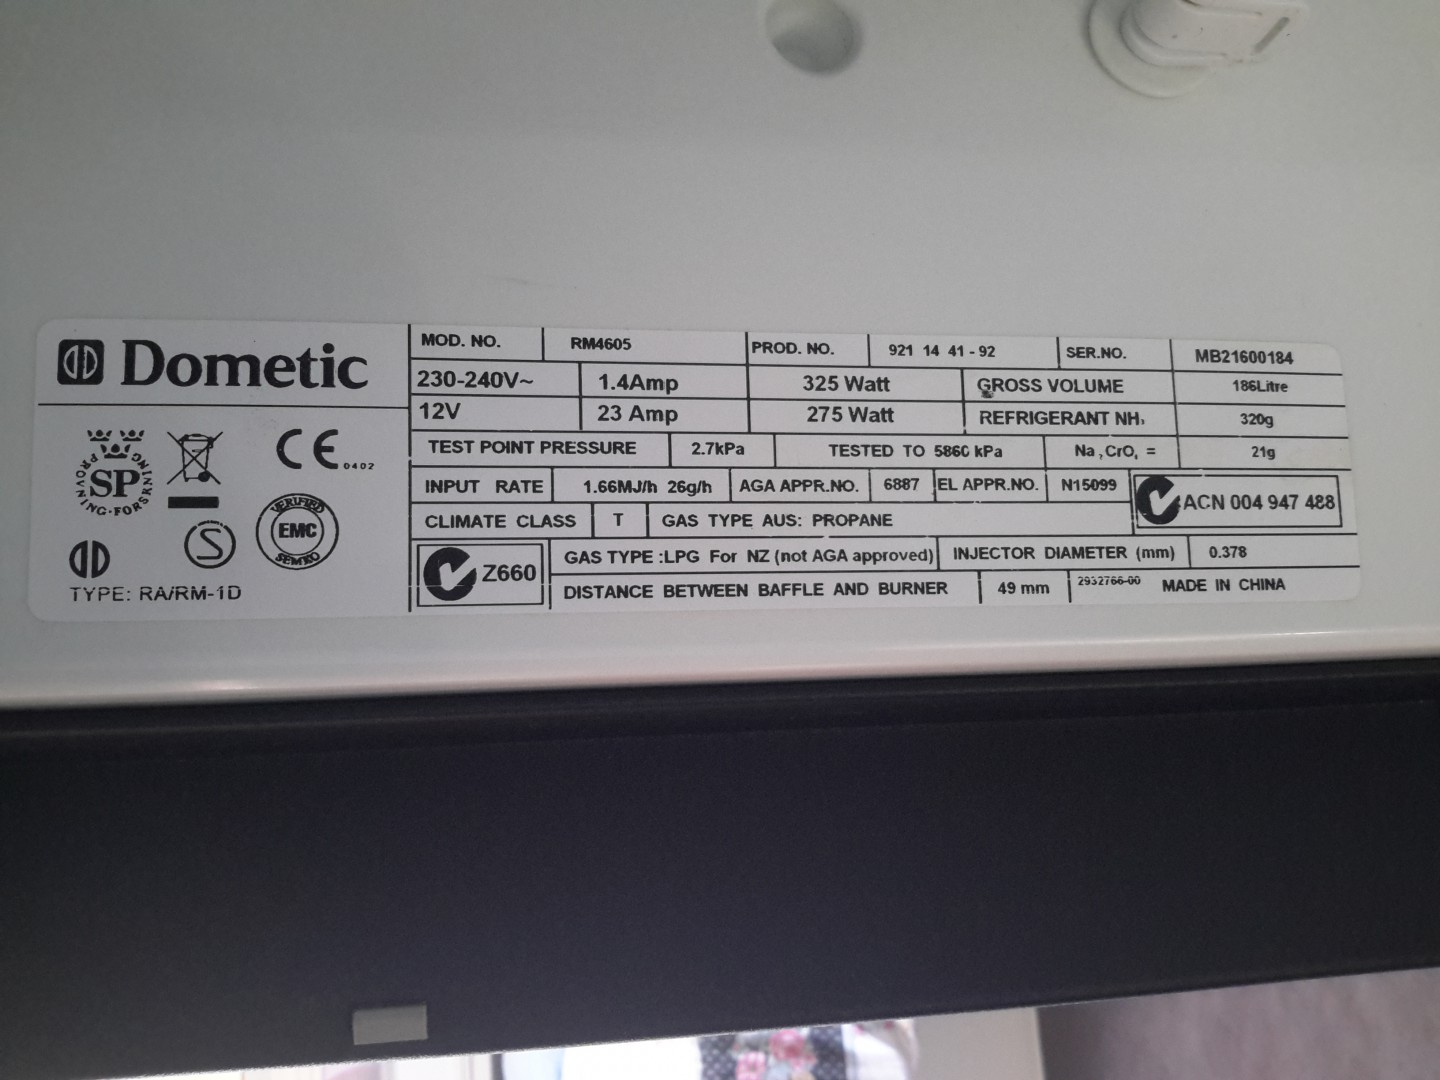 Dometic
MOD. NO. RM4605 PROD. NO. 921 14 41 - 92 SER.NO. MB21600184
230-240V~ 1.4Amp 325 Watt GROSS VOLUME 186Litre
12V 23 Amp 275 Watt REFRIGERANT NH₃ 320g
TEST POINT PRESSURE 2.7kPa TESTED TO 5860 kPa Na₂CrO₄ = 21g
INPUT RATE 1.66MJ/h 26g/h AGA APPR.NO. 6887 EL APPR.NO. N15099
ACN 004 947 488
CLIMATE CLASS T GAS TYPE AUS: PROPANE
Z660
GAS TYPE :LPG For NZ (not AGA approved) INJECTOR DIAMETER (mm) 0.378
DISTANCE BETWEEN BAFFLE AND BURNER 49 mm 2932766-00 MADE IN CHINA
SP
PROVNING·FORSKNING
CE 0402
S
VERIFIED
EMC
SEMKO
TYPE: RA/RM-1D